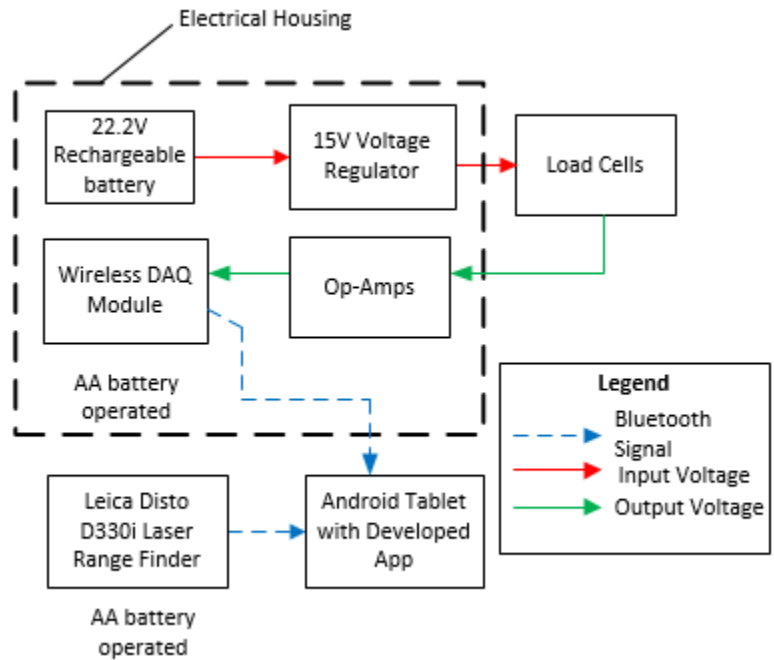 Electrical Housing
22.2V
Rechargeable
battery
15V Voltage
Regulator
Load Cells
Wireless DAQ
Module
Op-Amps
AA battery
operated
Legend
Bluetooth
Signal
Input Voltage
Output Voltage
Leica Disto
D330i Laser
Range Finder
Android Tablet
with Developed
App
AA battery
operated